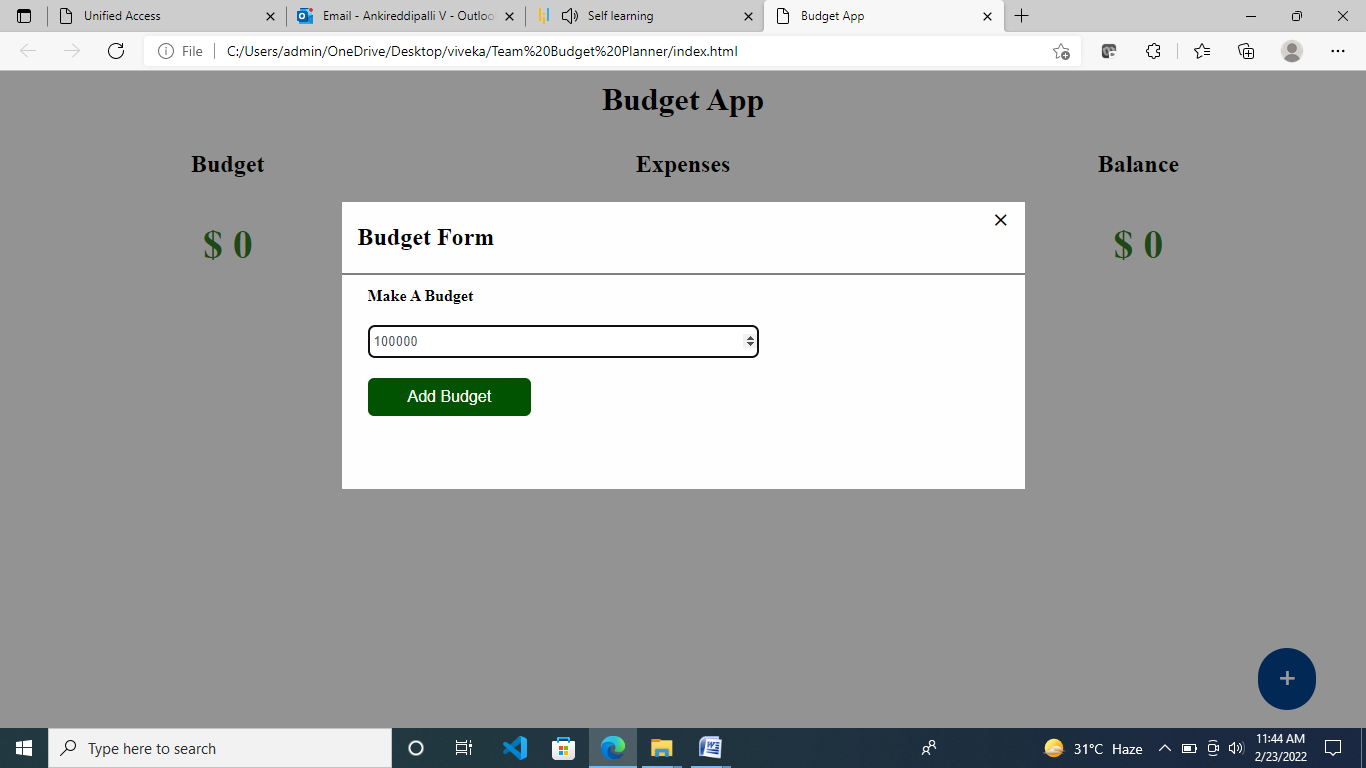 Unified Access
Email - Ankireddipalli V - Outloo
Self learning
Budget App
File
C:/Users/admin/OneDrive/Desktop/viveka/Team%20Budget%20Planner/index.html
Budget App
Budget
Expenses
Balance
$ 0
$ 0
Budget Form
Make A Budget
100000
Add Budget
+
Type here to search
31°C Haze
11:44 AM
2/23/2022